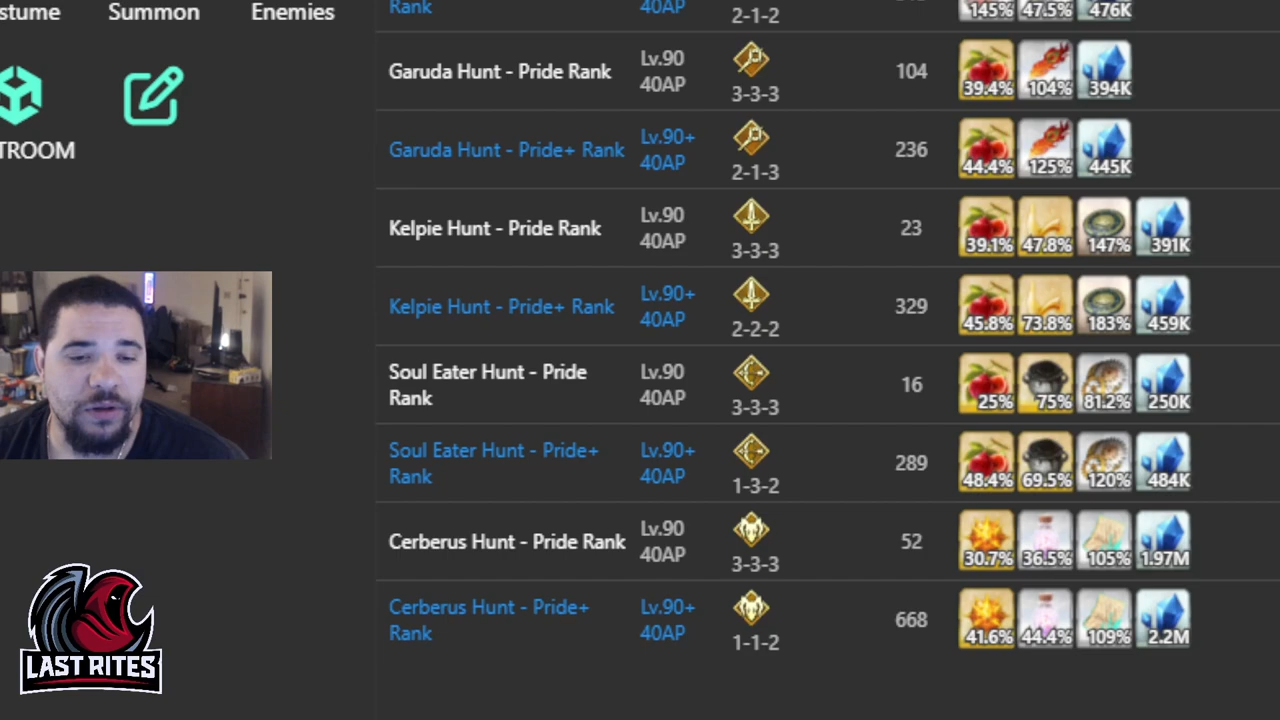 stume Summon Enemies
TROOM
Rank 40AP 2-1-2 145% 47.5% 476K
Garuda Hunt - Pride Rank Lv.90 40AP 3-3-3 104 39.4% 104% 394K
Garuda Hunt - Pride+ Rank Lv.90+ 40AP 2-1-3 236 44.4% 125% 445K
Kelpie Hunt - Pride Rank Lv.90 40AP 3-3-3 23 39.1% 47.8% 147% 391K
Kelpie Hunt - Pride+ Rank Lv.90+ 40AP 2-2-2 329 45.8% 73.8% 183% 459K
Soul Eater Hunt - Pride Rank Lv.90 40AP 3-3-3 16 25% 75% 81.2% 250K
Soul Eater Hunt - Pride+ Rank Lv.90+ 40AP 1-3-2 289 48.4% 69.5% 120% 484K
Cerberus Hunt - Pride Rank Lv.90 40AP 3-3-3 52 30.7% 36.5% 105% 1.97M
Cerberus Hunt - Pride+ Rank Lv.90+ 40AP 1-1-2 668 41.6% 44.4% 109% 2.2M
LAST RITES